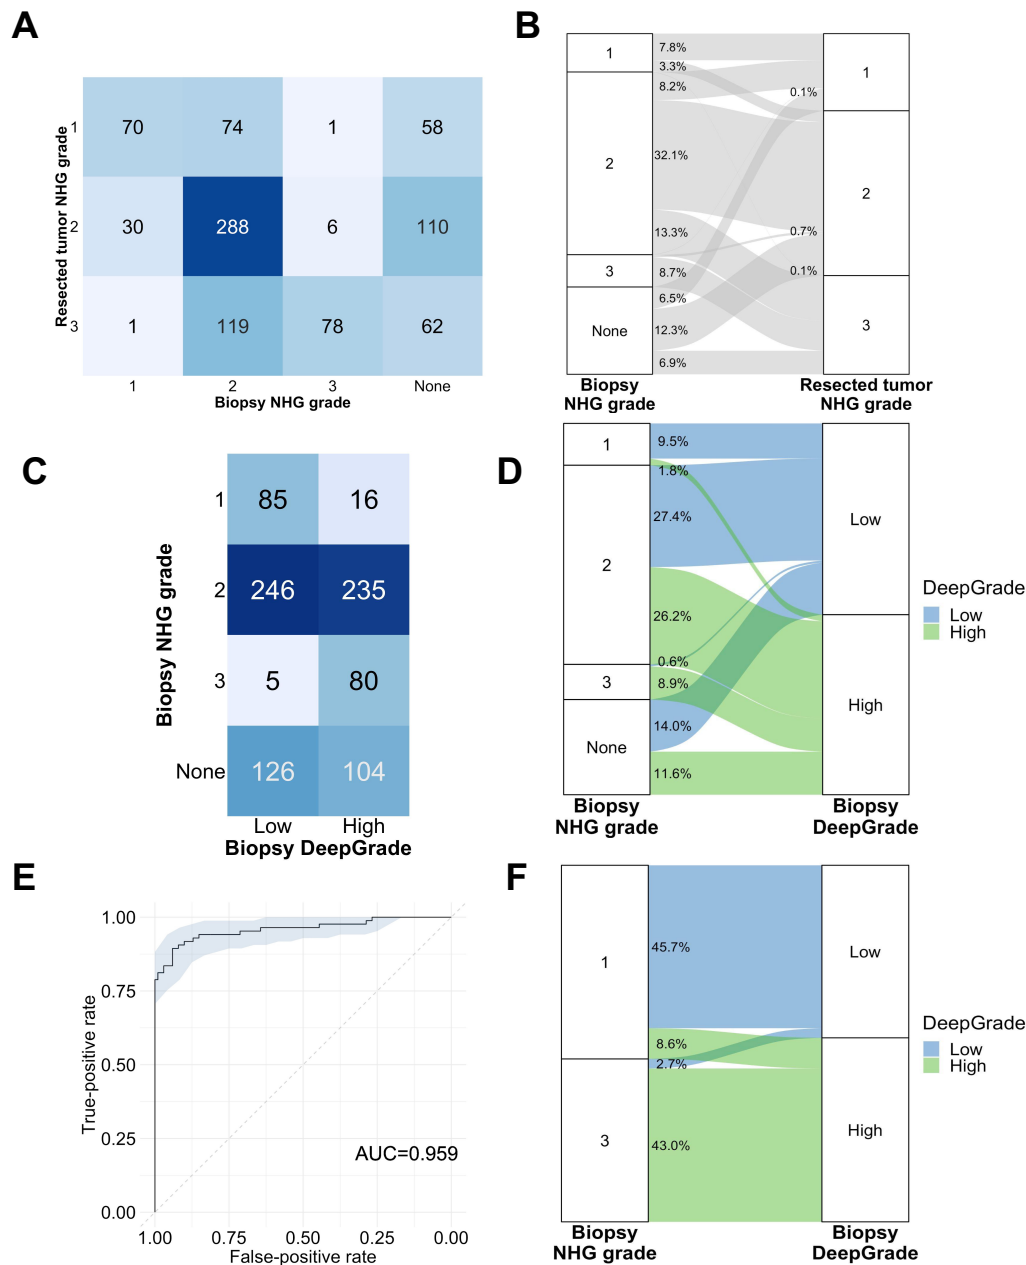 A
Resected tumor NHG grade
1
70
74
1
58
2
30
288
6
110
3
1
119
78
62
1
2
3
None
Biopsy NHG grade
B
1
2
3
None
7.8%
3.3%
8.2%
32.1%
13.3%
8.7%
6.5%
12.3%
6.9%
0.1%
0.7%
0.1%
1
2
3
Biopsy
NHG grade
Resected tumor
NHG grade
C
Biopsy NHG grade
1
85
16
2
246
235
3
5
80
None
126
104
Low
High
Biopsy DeepGrade
D
1
2
3
None
9.5%
1.8%
27.4%
26.2%
0.6%
8.9%
14.0%
11.6%
Low
High
Biopsy
NHG grade
Biopsy
DeepGrade
DeepGrade
Low
High
E
True-positive rate
1.00
0.75
0.50
0.25
0.00
AUC=0.959
1.00
0.75
0.50
0.25
0.00
False-positive rate
F
1
3
45.7%
8.6%
2.7%
43.0%
Low
High
Biopsy
NHG grade
Biopsy
DeepGrade
DeepGrade
Low
High